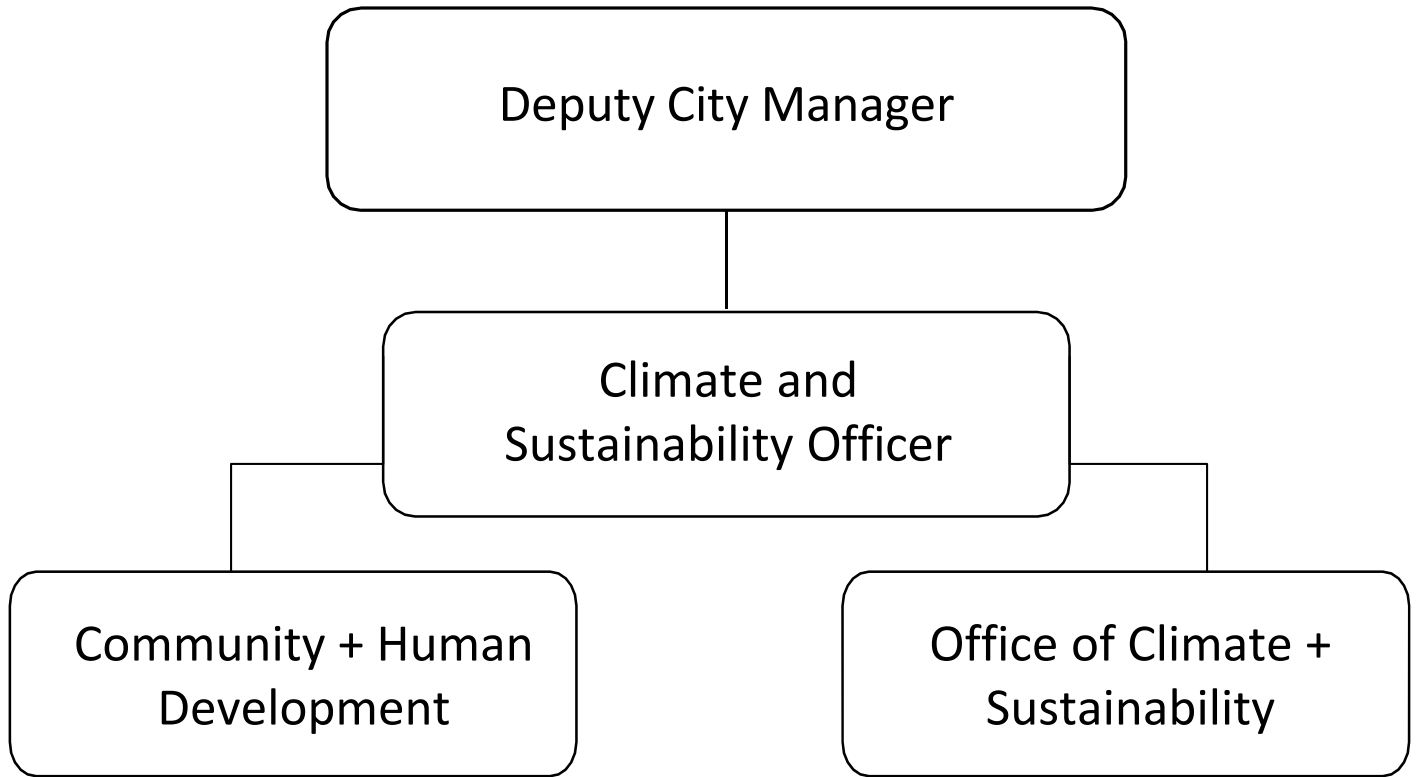 Deputy City Manager
Climate and
Sustainability Officer
Community + Human
Development
Office of Climate +
Sustainability